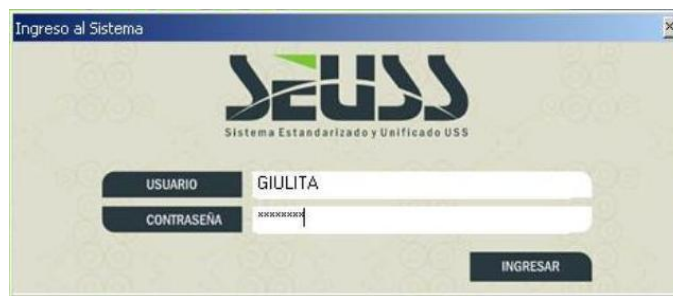 Ingreso al Sistema
SEUSS
Sistema Estandarizado y Unificado USS
USUARIO GIULITA
CONTRASEÑA ××××××××
INGRESAR